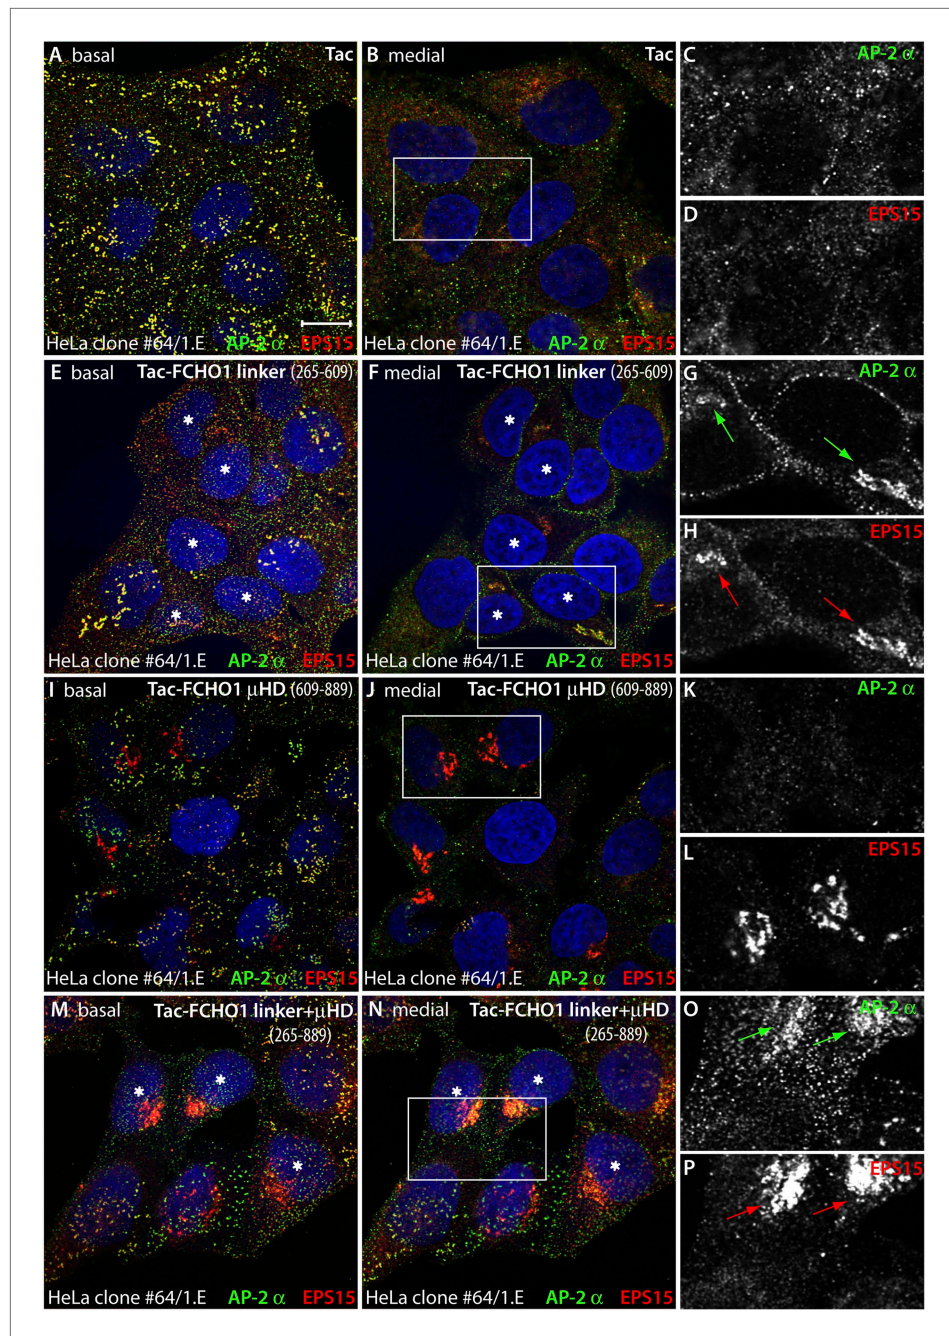 A basal Tac
B medial Tac
C AP-2 α
D EPS15
HeLa clone #64/1.E AP-2 α EPS15
HeLa clone #64/1.E AP-2 α EPS15
E basal Tac-FCHO1 linker (265-609)
F medial Tac-FCHO1 linker (265-609)
G AP-2 α
H EPS15
* * * * *
* * * * *
HeLa clone #64/1.E AP-2 α EPS15
HeLa clone #64/1.E AP-2 α EPS15
I basal Tac-FCHO1 μHD (609-889)
J medial Tac-FCHO1 μHD (609-889)
K AP-2 α
L EPS15
HeLa clone #64/1.E AP-2 α EPS15
HeLa clone #64/1.E AP-2 α EPS15
M basal Tac-FCHO1 linker+μHD
(265-889)
N medial Tac-FCHO1 linker+μHD
(265-889)
O AP-2 α
P EPS15
* * *
* * *
HeLa clone #64/1.E AP-2 α EPS15
HeLa clone #64/1.E AP-2 α EPS15